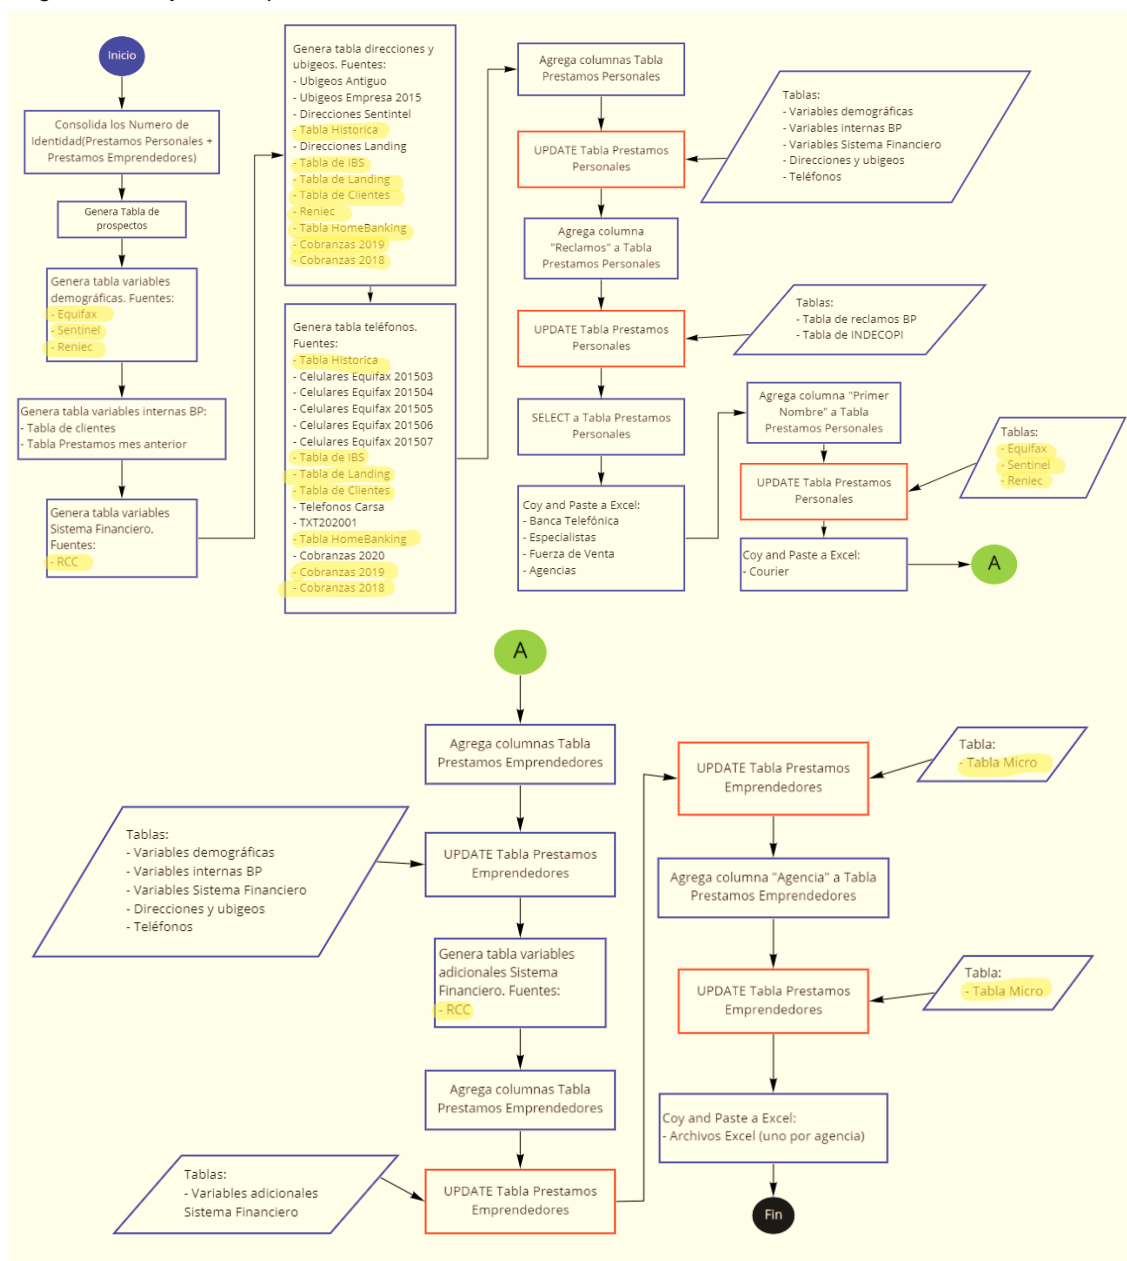 Inicio
Consolida los Numero de
Identidad(Prestamos Personales +
Prestamos Emprendedores)
Genera Tabla de
prospectos
Genera tabla variables
demográficas. Fuentes:
- Equifax
- Sentinel
- Reniec
Genera tabla variables internas BP:
- Tabla de clientes
- Tabla Prestamos mes anterior
Genera tabla variables
Sistema Financiero.
Fuentes:
- RCC
Genera tabla direcciones y
ubigeos. Fuentes:
- Ubigeos Antiguo
- Ubigeos Empresa 2015
- Direcciones Sentintel
- Tabla Historica
- Direcciones Landing
- Tabla de IBS
- Tabla de Landing
- Tabla de Clientes
- Reniec
- Tabla HomeBanking
- Cobranzas 2019
- Cobranzas 2018
Genera tabla teléfonos.
Fuentes:
- Tabla Historica
- Celulares Equifax 201503
- Celulares Equifax 201504
- Celulares Equifax 201505
- Celulares Equifax 201506
- Celulares Equifax 201507
- Tabla de IBS
- Tabla de Landing
- Tabla de Clientes
- Telefonos Carsa
- TXT202001
- Tabla HomeBanking
- Cobranzas 2020
- Cobranzas 2019
- Cobranzas 2018
Agrega columnas Tabla
Prestamos Personales
UPDATE Tabla Prestamos
Personales
Tablas:
- Variables demográficas
- Variables internas BP
- Variables Sistema Financiero
- Direcciones y ubigeos
- Teléfonos
Agrega columna
"Reclamos" a Tabla
Prestamos Personales
UPDATE Tabla Prestamos
Personales
Tablas:
- Tabla de reclamos BP
- Tabla de INDECOPI
SELECT a Tabla Prestamos
Personales
Coy and Paste a Excel:
- Banca Telefónica
- Especialistas
- Fuerza de Venta
- Agencias
Agrega columna "Primer
Nombre" a Tabla
Prestamos Personales
UPDATE Tabla Prestamos
Personales
Tablas:
- Equifax
- Sentinel
- Reniec
Coy and Paste a Excel:
- Courier
A
A
Agrega columnas Tabla
Prestamos Emprendedores
UPDATE Tabla Prestamos
Emprendedores
Tablas:
- Variables demográficas
- Variables internas BP
- Variables Sistema Financiero
- Direcciones y ubigeos
- Teléfonos
Genera tabla variables
adicionales Sistema
Financiero. Fuentes:
- RCC
Agrega columnas Tabla
Prestamos Emprendedores
UPDATE Tabla Prestamos
Emprendedores
Tablas:
- Variables adicionales
Sistema Financiero
UPDATE Tabla Prestamos
Emprendedores
Tabla:
- Tabla Micro
Agrega columna "Agencia" a Tabla
Prestamos Emprendedores
UPDATE Tabla Prestamos
Emprendedores
Tabla:
- Tabla Micro
Coy and Paste a Excel:
- Archivos Excel (uno por agencia)
Fin